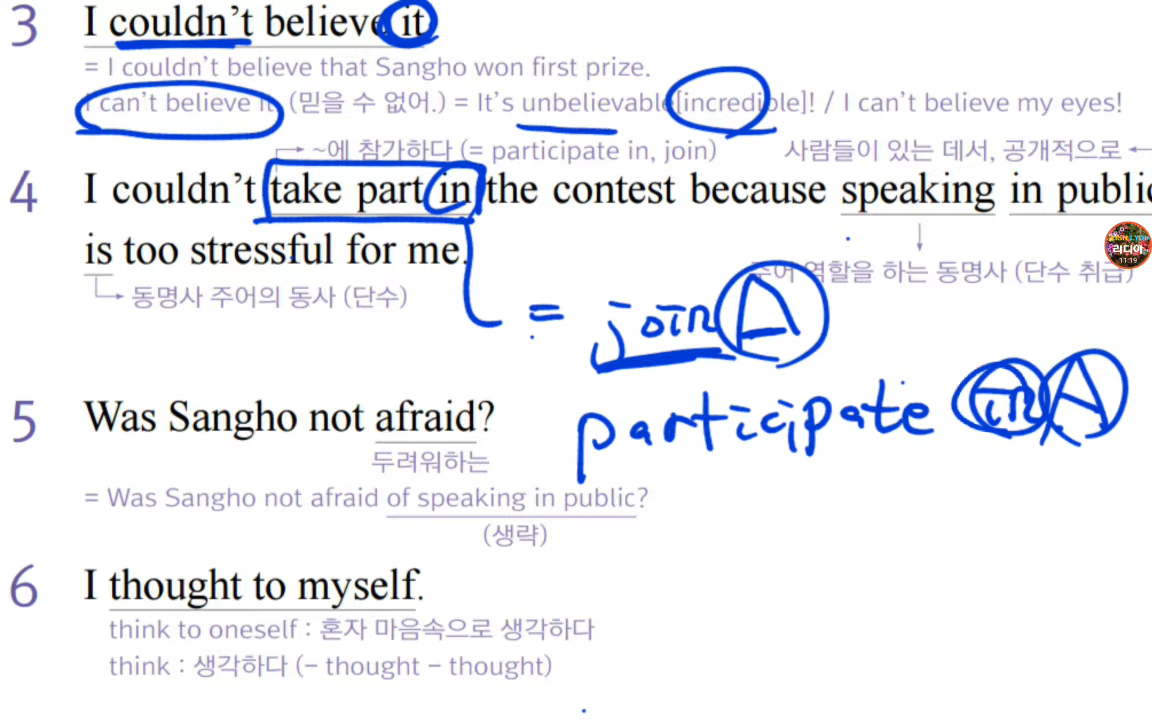 3 I couldn't believe it
= I couldn't believe that Sangho won first prize.
I can't believe it. (믿을 수 없어.) = It's unbelievable[incredible]! / I can't believe my eyes!
~에 참가하다 (= participate in, join) 사람들이 있는 데서, 공개적으로
4 I couldn't take part in the contest because speaking in public
is too stressful for me.
주어 역할을 하는 동명사 (단수 취급)
동명사 주어의 동사 (단수)
= join A
participate in A
5 Was Sangho not afraid?
두려워하는
= Was Sangho not afraid of speaking in public?
(생략)
6 I thought to myself.
think to oneself : 혼자 마음속으로 생각하다
think : 생각하다 (– thought – thought)
리디아
11:19